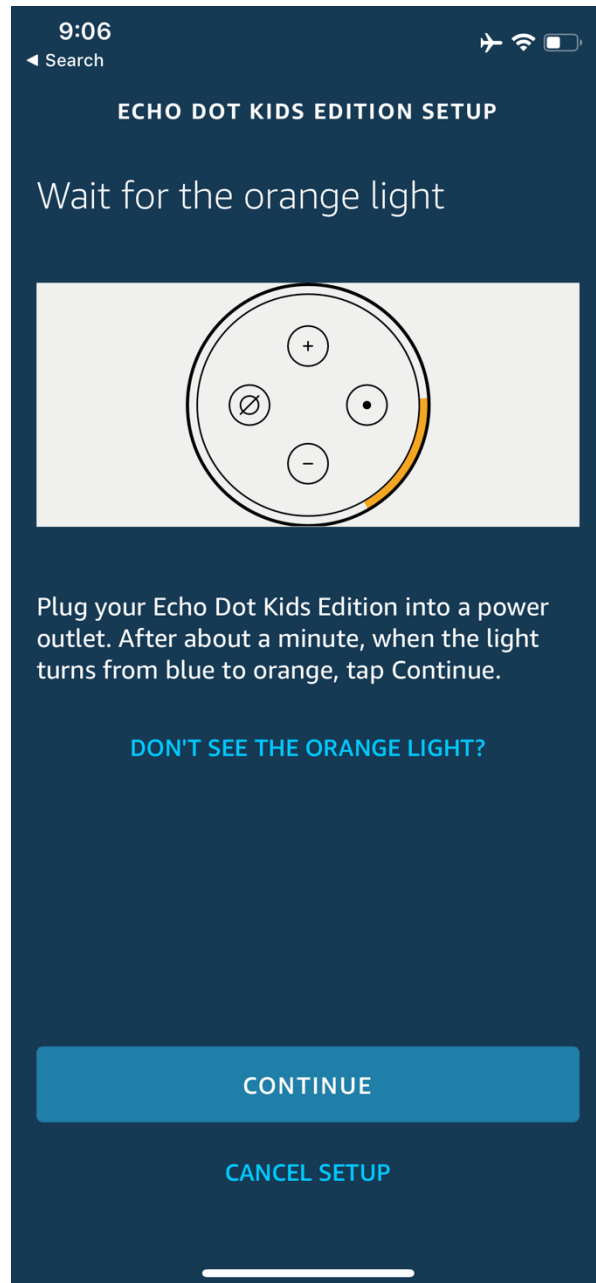 9:06
◀ Search
ECHO DOT KIDS EDITION SETUP
Wait for the orange light
Plug your Echo Dot Kids Edition into a power
outlet. After about a minute, when the light
turns from blue to orange, tap Continue.
DON'T SEE THE ORANGE LIGHT?
CONTINUE
CANCEL SETUP